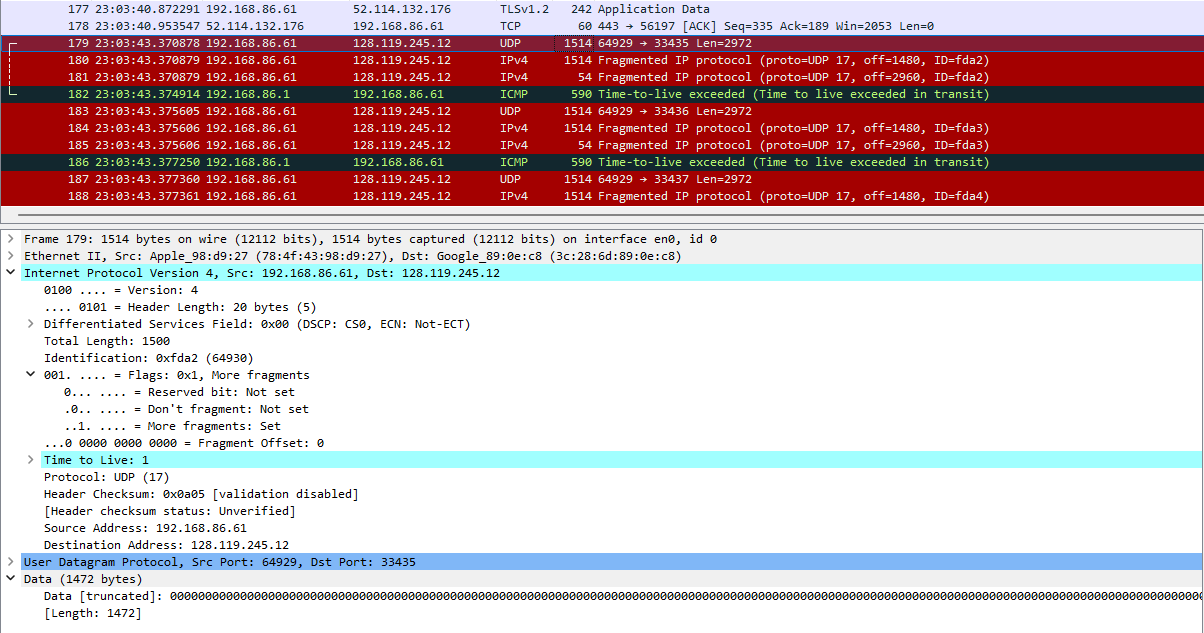 177 23:03:40.872291 192.168.86.61 52.114.132.176 TLSv1.2 242 Application Data
178 23:03:40.953547 52.114.132.176 192.168.86.61 TCP 60 443 → 56197 [ACK] Seq=335 Ack=189 Win=2053 Len=0
179 23:03:43.370878 192.168.86.61 128.119.245.12 UDP 1514 64929 → 33435 Len=2972
180 23:03:43.370879 192.168.86.61 128.119.245.12 IPv4 1514 Fragmented IP protocol (proto=UDP 17, off=1480, ID=fda2)
181 23:03:43.370879 192.168.86.61 128.119.245.12 IPv4 54 Fragmented IP protocol (proto=UDP 17, off=2960, ID=fda2)
182 23:03:43.374914 192.168.86.1 192.168.86.61 ICMP 590 Time-to-live exceeded (Time to live exceeded in transit)
183 23:03:43.375605 192.168.86.61 128.119.245.12 UDP 1514 64929 → 33436 Len=2972
184 23:03:43.375606 192.168.86.61 128.119.245.12 IPv4 1514 Fragmented IP protocol (proto=UDP 17, off=1480, ID=fda3)
185 23:03:43.375606 192.168.86.61 128.119.245.12 IPv4 54 Fragmented IP protocol (proto=UDP 17, off=2960, ID=fda3)
186 23:03:43.377250 192.168.86.1 192.168.86.61 ICMP 590 Time-to-live exceeded (Time to live exceeded in transit)
187 23:03:43.377360 192.168.86.61 128.119.245.12 UDP 1514 64929 → 33437 Len=2972
188 23:03:43.377361 192.168.86.61 128.119.245.12 IPv4 1514 Fragmented IP protocol (proto=UDP 17, off=1480, ID=fda4)
Frame 179: 1514 bytes on wire (12112 bits), 1514 bytes captured (12112 bits) on interface en0, id 0
Ethernet II, Src: Apple_98:d9:27 (78:4f:43:98:d9:27), Dst: Google_89:0e:c8 (3c:28:6d:89:0e:c8)
Internet Protocol Version 4, Src: 192.168.86.61, Dst: 128.119.245.12
0100 .... = Version: 4
.... 0101 = Header Length: 20 bytes (5)
Differentiated Services Field: 0x00 (DSCP: CS0, ECN: Not-ECT)
Total Length: 1500
Identification: 0xfda2 (64930)
001. .... = Flags: 0x1, More fragments
0... .... = Reserved bit: Not set
.0.. .... = Don't fragment: Not set
..1. .... = More fragments: Set
...0 0000 0000 0000 = Fragment Offset: 0
Time to Live: 1
Protocol: UDP (17)
Header Checksum: 0x0a05 [validation disabled]
[Header checksum status: Unverified]
Source Address: 192.168.86.61
Destination Address: 128.119.245.12
User Datagram Protocol, Src Port: 64929, Dst Port: 33435
Data (1472 bytes)
Data [truncated]: 000000000000000000000000000000000000000000000000000000000000000000000000000000000000000000000000000000000000000000000000000000000000000000000000000000
[Length: 1472]